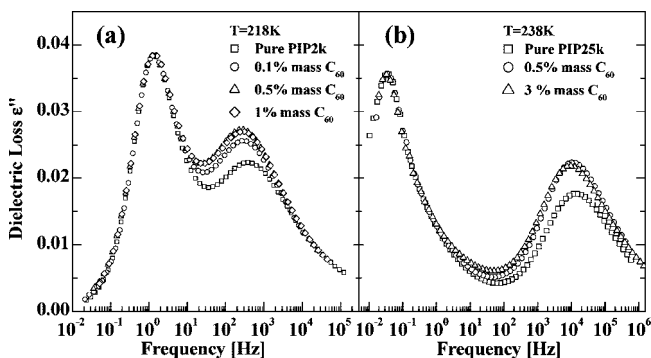 (a)
T=218K
Pure PIP2k
0.1% mass C60
0.5% mass C60
1% mass C60
(b)
T=238K
Pure PIP25k
0.5% mass C60
3 % mass C60
Dielectric Loss ε"
0.04
0.03
0.02
0.01
0.00
10-2 10-1 100 101 102 103 104 105
10-2 10-1 100 101 102 103 104 105 106
Frequency [Hz]
Frequency [Hz]